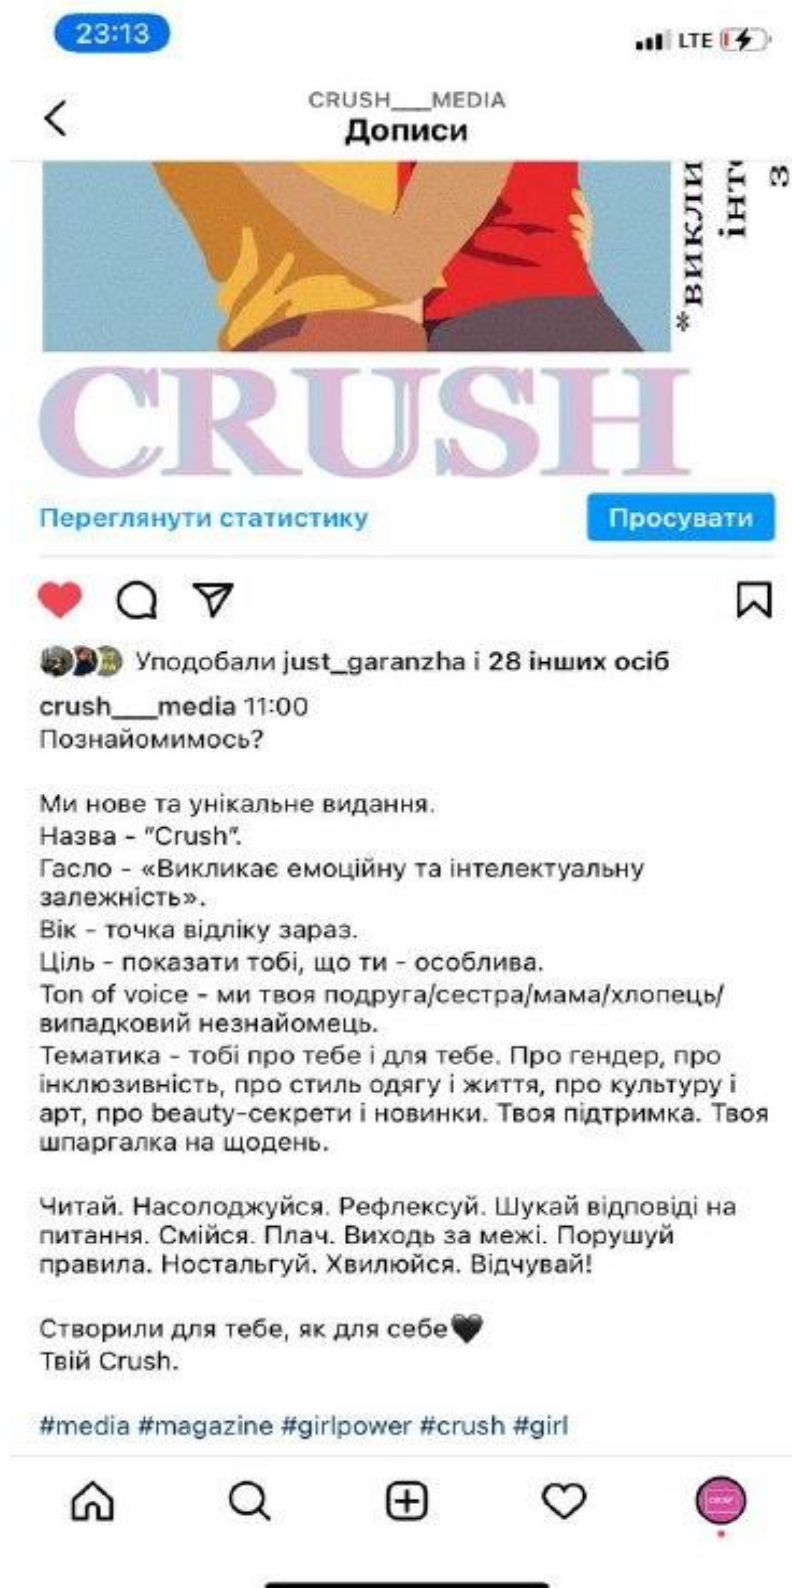 23:13
LTE
CRUSH___MEDIA
Дописи
*викли
інт
з
CRUSH
Переглянути статистику
Просувати
Уподобали just_garanzha і 28 інших осіб
crush___media 11:00
Познайомимось?
Ми нове та унікальне видання.
Назва - "Crush".
Гасло - «Викликає емоційну та інтелектуальну
залежність».
Вік - точка відліку зараз.
Ціль - показати тобі, що ти - особлива.
Ton of voice - ми твоя подруга/сестра/мама/хлопець/
випадковий незнайомець.
Тематика - тобі про тебе і для тебе. Про гендер, про
інклюзивність, про стиль одягу і життя, про культуру і
арт, про beauty-секрети і новинки. Твоя підтримка. Твоя
шпаргалка на щодень.
Читай. Насолоджуйся. Рефлексуй. Шукай відповіді на
питання. Смійся. Плач. Виходь за межі. Порушуй
правила. Ностальгуй. Хвилюйся. Відчувай!
Створили для тебе, як для себе🖤
Твій Crush.
#media #magazine #girlpower #crush #girl